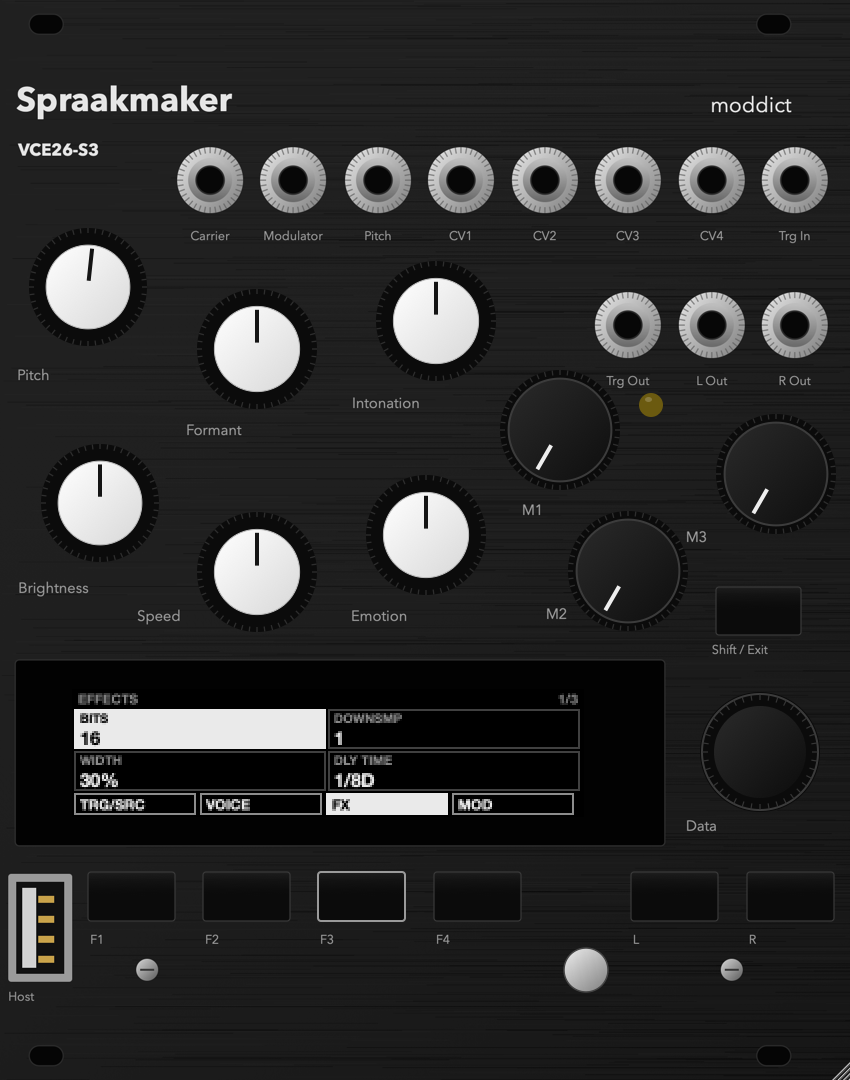 Spraakmaker
moddict
VCE26-S3
Carrier Modulator Pitch CV1 CV2 CV3 CV4 Trg In
Pitch
Formant
Intonation
Trg Out L Out R Out
M1
M3
Brightness
Speed
Emotion
M2
Shift / Exit
EFFECTS 1/3
BITS DOWNSMP
16 1
WIDTH DLY TIME
30% 1/8D
TRG/SRC VOICE FX MOD
Data
F1 F2 F3 F4 L R
Host